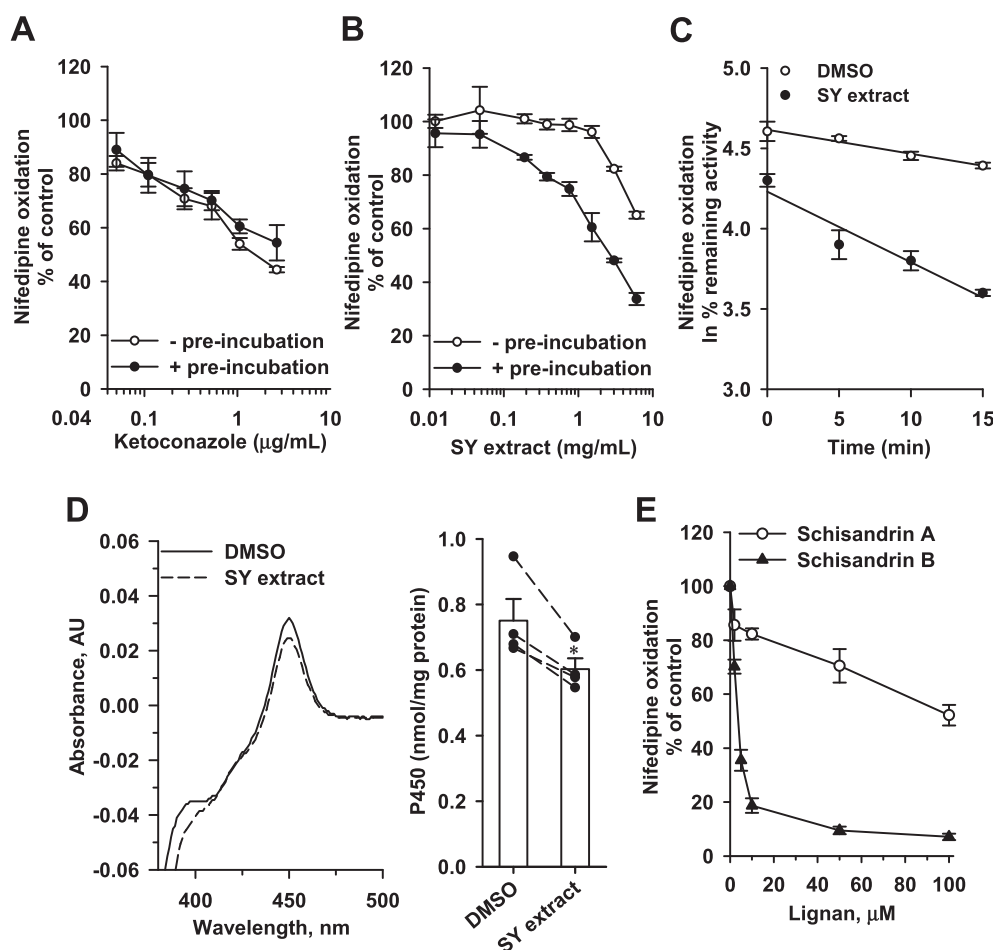 A
120
100
80
60
40
20
0
Nifedipine oxidation
% of control
- pre-incubation
+ pre-incubation
0.04
0.1
1
10
Ketoconazole (μg/mL)
B
120
100
80
60
40
20
0
Nifedipine oxidation
% of control
- pre-incubation
+ pre-incubation
0.01
0.1
1
10
SY extract (mg/mL)
C
DMSO
SY extract
5.0
4.5
4.0
3.5
3.0
Nifedipine oxidation
ln % remaining activity
0
5
10
15
Time (min)
D
DMSO
SY extract
0.06
0.04
0.02
0.00
-0.02
-0.04
-0.06
Absorbance, AU
400
450
500
Wavelength, nm
1.0
0.8
0.6
0.4
0.2
0.0
P450 (nmol/mg protein)
*
DMSO
SY extract
E
Schisandrin A
Schisandrin B
120
100
80
60
40
20
0
Nifedipine oxidation
% of control
0
20
40
60
80
100
Lignan, μM